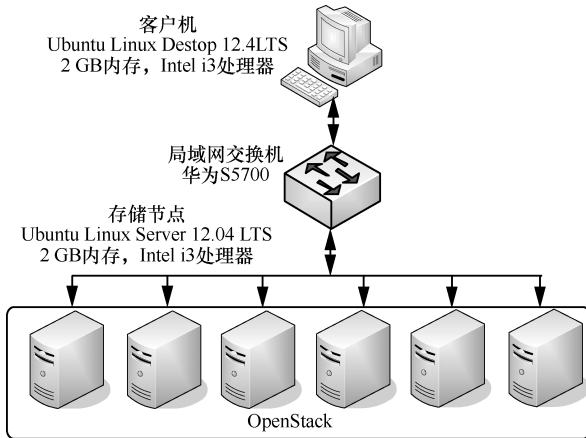 客户机
Ubuntu Linux Destop 12.4LTS
2 GB内存，Intel i3处理器
局域网交换机
华为S5700
存储节点
Ubuntu Linux Server 12.04 LTS
2 GB内存，Intel i3处理器
OpenStack